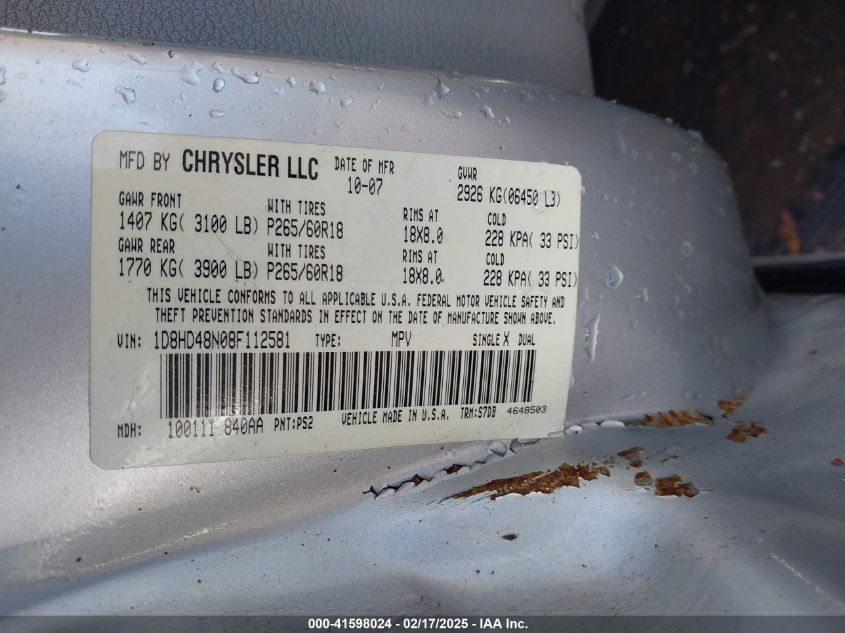 MFD BY CHRYSLER LLC DATE OF MFR GVWR
10-07 2926 KG(06450 LB)
GAWR FRONT WITH TIRES RIMS AT COLD
1407 KG( 3100 LB) P265/60R18 18X8.0 228 KPA( 33 PSI)
GAWR REAR WITH TIRES RIMS AT COLD
1770 KG( 3900 LB) P265/60R18 18X8.0 228 KPA( 33 PSI)
THIS VEHICLE CONFORMS TO ALL APPLICABLE U.S.A. FEDERAL MOTOR VEHICLE SAFETY AND
THEFT PREVENTION STANDARDS IN EFFECT ON THE DATE OF MANUFACTURE SHOWN ABOVE.
VIN: 1D8HD48N08F112581 TYPE: MPV SINGLE X DUAL
MDH: 100111 840AA PNT:PS2 VEHICLE MADE IN U.S.A. TRM:S7DB 4648503
000-41598024 - 02/17/2025 - IAA Inc.